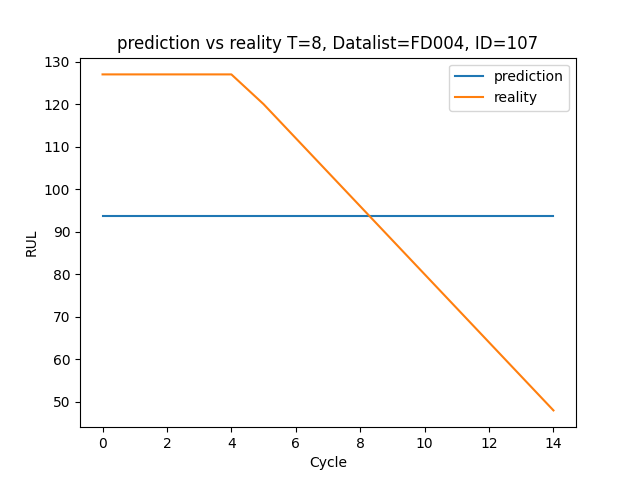 prediction vs reality T=8, Datalist=FD004, ID=107
prediction
reality
130
120
110
100
90
80
70
60
50
RUL
0 2 4 6 8 10 12 14
Cycle